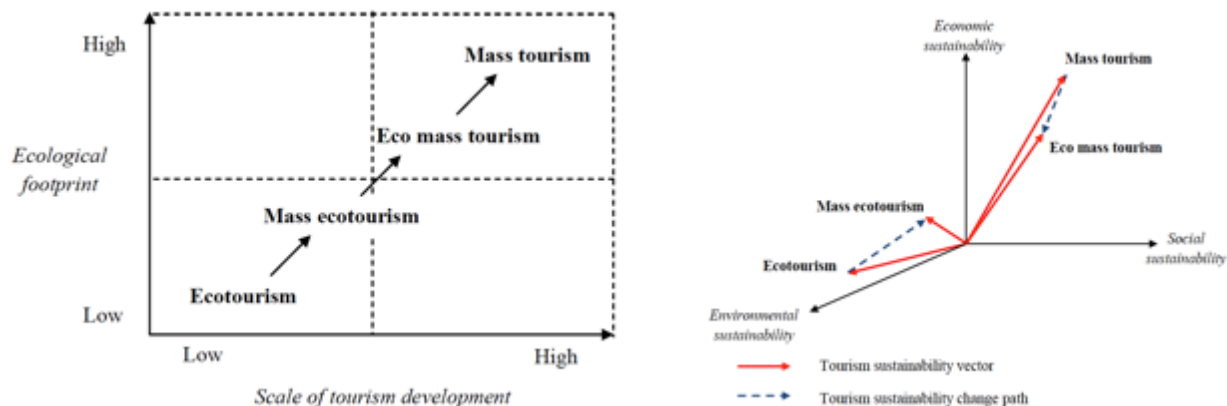 High
Ecological
footprint
Low
Mass tourism
Eco mass tourism
Mass ecotourism
Ecotourism
Low
High
Scale of tourism development
Economic
sustainability
Mass tourism
Eco mass tourism
Mass ecotourism
Ecotourism
Social
sustainability
Environmental
sustainability
Tourism sustainability vector
Tourism sustainability change path